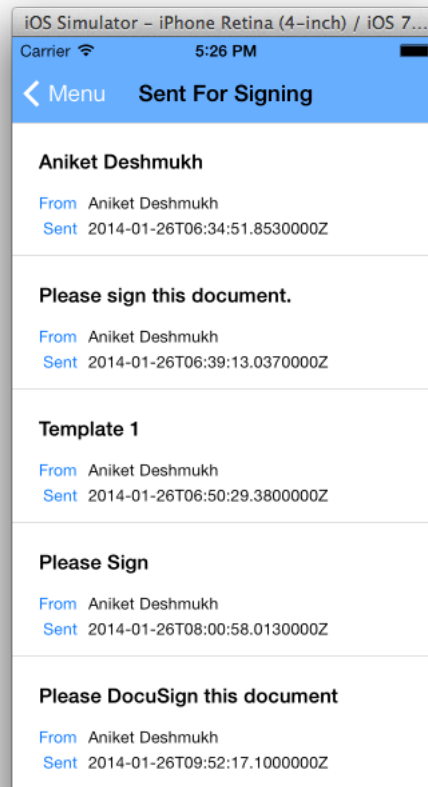 iOS Simulator – iPhone Retina (4-inch) / iOS 7...
Carrier 5:26 PM
Menu Sent For Signing
Aniket Deshmukh
From Aniket Deshmukh
Sent 2014-01-26T06:34:51.8530000Z
Please sign this document.
From Aniket Deshmukh
Sent 2014-01-26T06:39:13.0370000Z
Template 1
From Aniket Deshmukh
Sent 2014-01-26T06:50:29.3800000Z
Please Sign
From Aniket Deshmukh
Sent 2014-01-26T08:00:58.0130000Z
Please DocuSign this document
From Aniket Deshmukh
Sent 2014-01-26T09:52:17.1000000Z